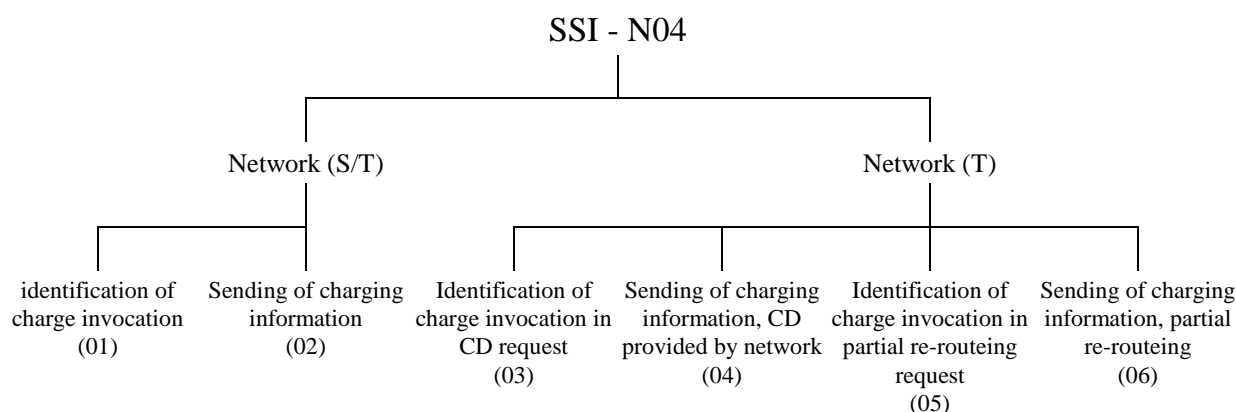 SSI - N04
Network (S/T)
Network (T)
identification of
charge invocation
(01)
Sending of charging
information
(02)
Identification of
charge invocation in
CD request
(03)
Sending of charging
information, CD
provided by network
(04)
Identification of
charge invocation in
partial re-routeing
request
(05)
Sending of charging
information, partial
re-routeing
(06)